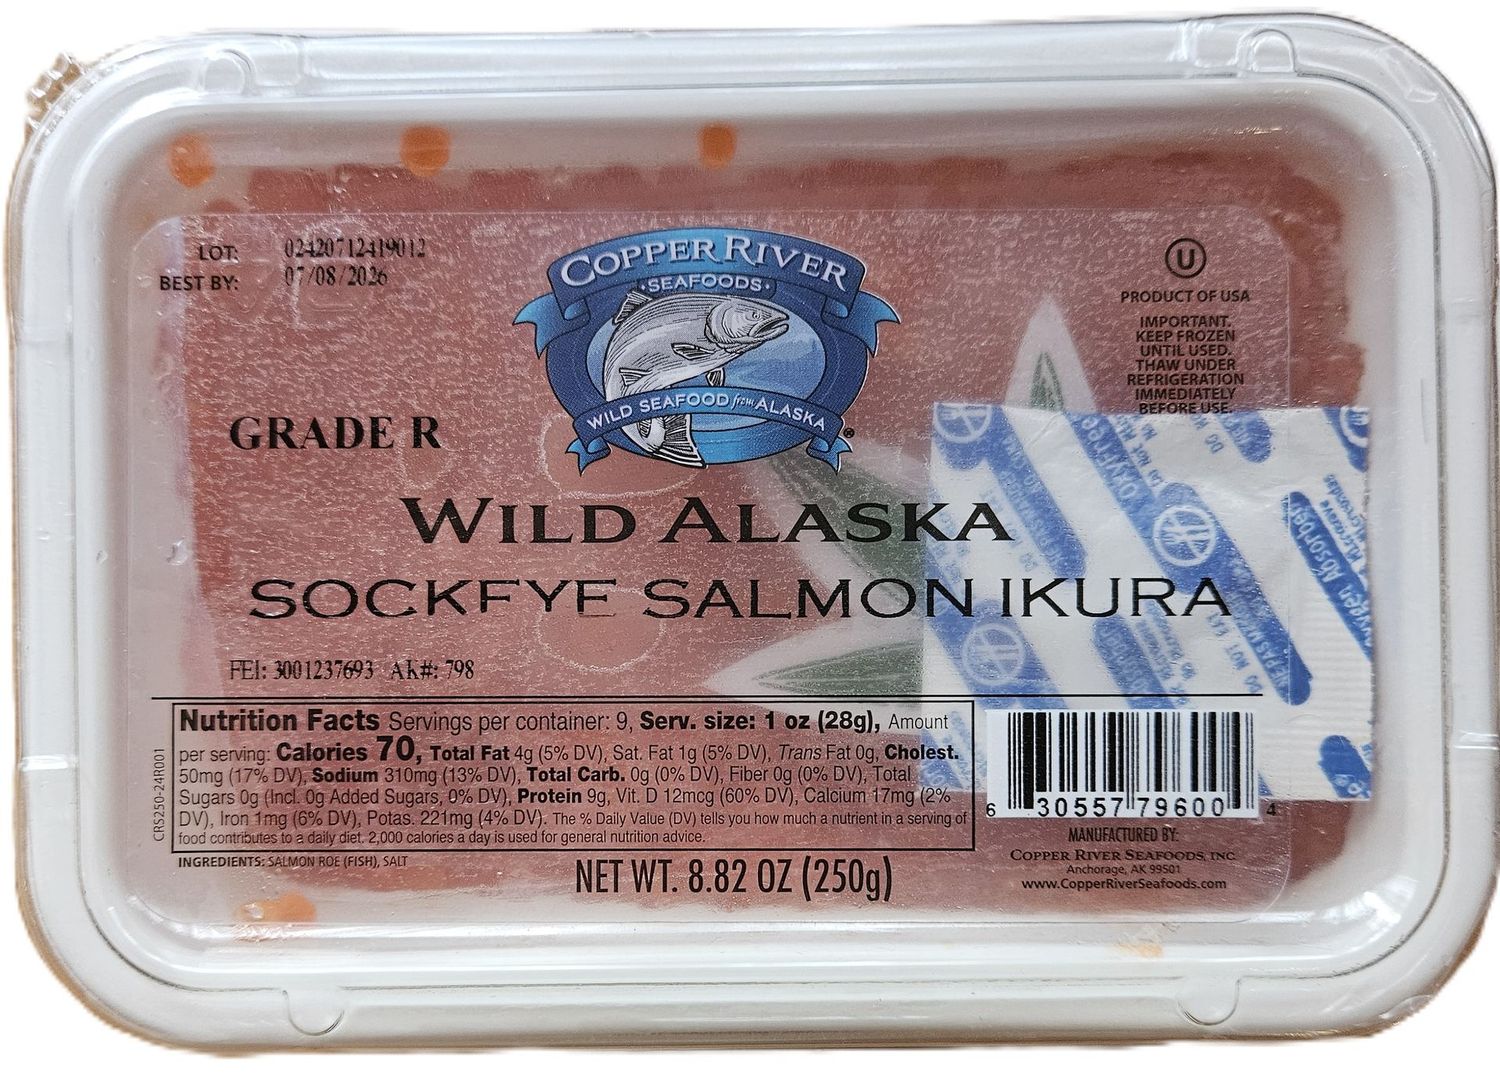 LOT: 02420712419012
BEST BY: 07/08/2026
COPPER RIVER
•SEAFOODS•
WILD SEAFOOD from ALASKA
®
U
PRODUCT OF USA
IMPORTANT.
KEEP FROZEN
UNTIL USED.
THAW UNDER
REFRIGERATION
IMMEDIATELY
BEFORE USE.
GRADE R
WILD ALASKA
SOCKEYE SALMON IKURA
Oxygen Absorber
FEI: 3001237693 AK#: 798
Nutrition Facts Servings per container: 9, Serv. size: 1 oz (28g), Amount
per serving: Calories 70, Total Fat 4g (5% DV), Sat. Fat 1g (5% DV), Trans Fat 0g, Cholest.
50mg (17% DV), Sodium 310mg (13% DV), Total Carb. 0g (0% DV), Fiber 0g (0% DV), Total
Sugars 0g (Incl. 0g Added Sugars, 0% DV), Protein 9g, Vit. D 12mcg (60% DV), Calcium 17mg (2%
DV), Iron 1mg (6% DV), Potas. 221mg (4% DV). The % Daily Value (DV) tells you how much a nutrient in a serving of
food contributes to a daily diet. 2,000 calories a day is used for general nutrition advice.
CRS250-24R001
INGREDIENTS: SALMON ROE (FISH), SALT
NET WT. 8.82 OZ (250g)
6 30557 79600 4
MANUFACTURED BY:
COPPER RIVER SEAFOODS, INC.
Anchorage, AK 99501
www.CopperRiverSeafoods.com